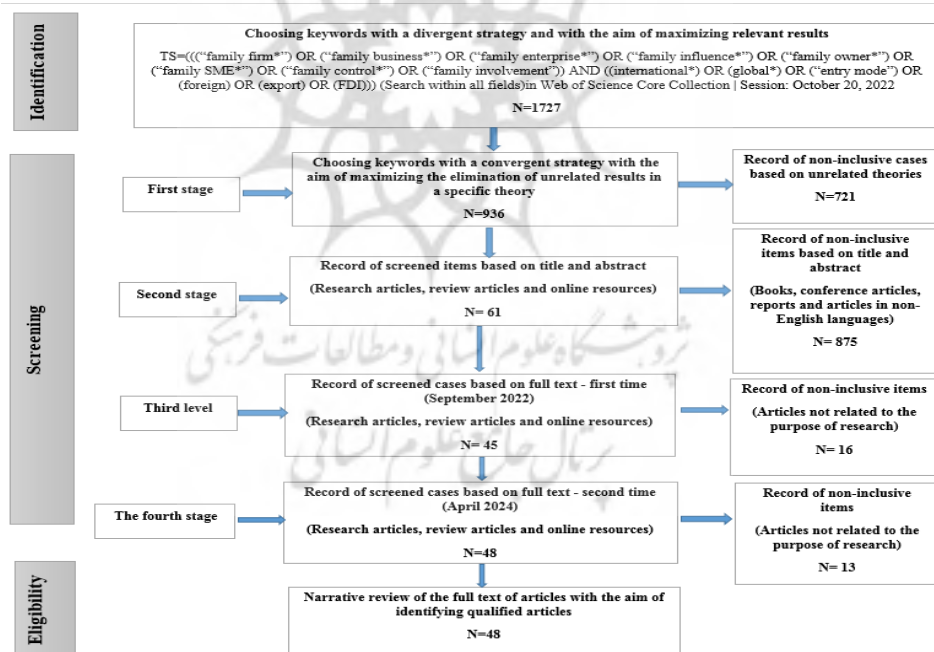 Identification
Choosing keywords with a divergent strategy and with the aim of maximizing relevant results
TS=(((“family firm*”) OR (“family business*”) OR (“family enterprise*”) OR (“family influence*”) OR (“family owner*”) OR
(“family SME*”) OR (“family control*”) OR (“family involvement”)) AND ((international*) OR (global*) OR (“entry mode”) OR
(foreign) OR (export) OR (FDI))) (Search within all fields)in Web of Science Core Collection | Session: October 20, 2022
N=1727
Screening
First stage
Choosing keywords with a convergent strategy with the
aim of maximizing the elimination of unrelated results in
a specific theory
N=936
Record of non-inclusive cases
based on unrelated theories
N=721
Second stage
Record of screened items based on title and abstract
(Research articles, review articles and online resources)
N= 61
Record of non-inclusive
items based on title and
abstract
(Books, conference articles,
reports and articles in non-
English languages)
N= 875
پژوهشگاه علوم انسانی و مطالعات فرهنگی
Third level
Record of screened cases based on full text - first time
(September 2022)
(Research articles, review articles and online resources)
N= 45
Record of non-inclusive items
(Articles not related to the
purpose of research)
N= 16
پرتال جامع علوم انسانی
The fourth stage
Record of screened cases based on full text - second time
(April 2024)
(Research articles, review articles and online resources)
N=48
Record of non-inclusive
items
(Articles not related to the
purpose of research)
N= 13
Eligibility
Narrative review of the full text of articles with the aim of
identifying qualified articles
N=48